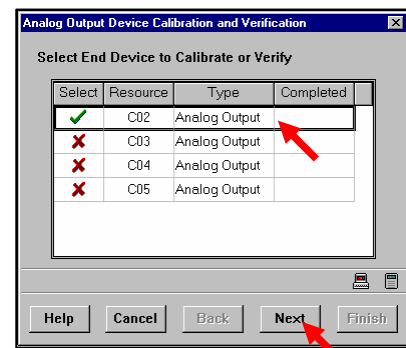 Analog Output Device Calibration and Verification
Select End Device to Calibrate or Verify
Select Resource Type Completed
C02 Analog Output
C03 Analog Output
C04 Analog Output
C05 Analog Output
Help Cancel Back Next Finish